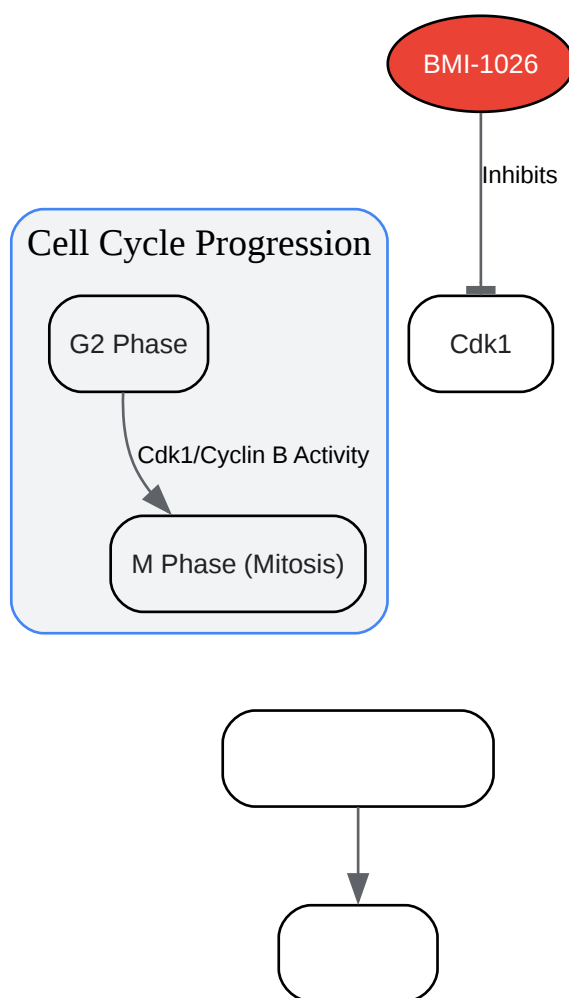 BMI-1026
Inhibits
Cell Cycle Progression
G2 Phase
Cdk1
Cdk1/Cyclin B Activity
M Phase (Mitosis)